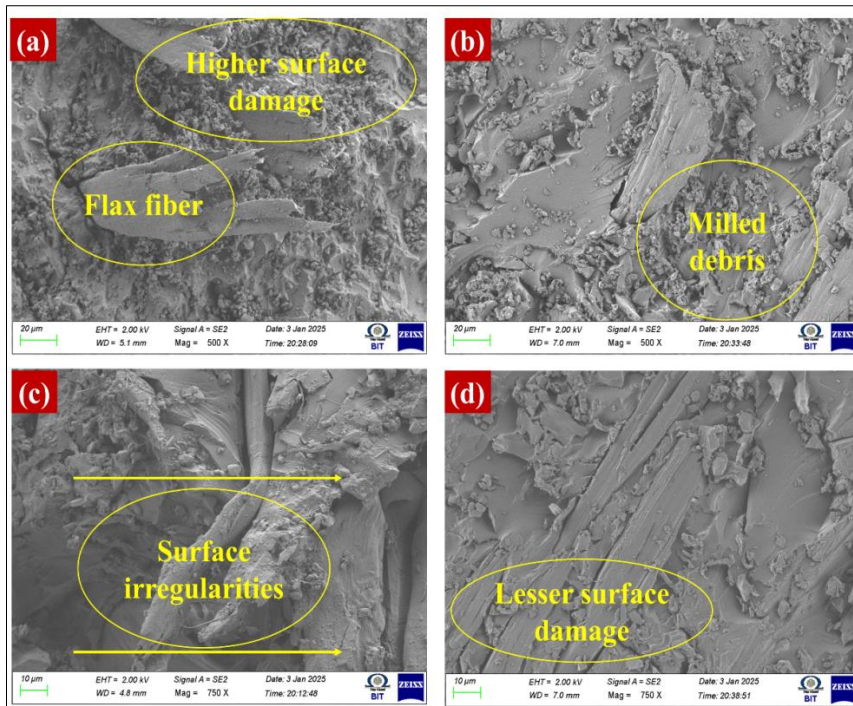 (a)
Higher surface
damage
Flax fiber
20 µm
EHT = 2.00 kV
Signal A = SE2
Date: 3 Jan 2025
WD = 5.1 mm
Mag = 500 X
Time: 20:28:09
BIT
ZEISS
(b)
Milled
debris
20 µm
EHT = 2.00 kV
Signal A = SE2
Date: 3 Jan 2025
WD = 7.0 mm
Mag = 500 X
Time: 20:33:48
BIT
ZEISS
(c)
Surface
irregularities
10 µm
EHT = 2.00 kV
Signal A = SE2
Date: 3 Jan 2025
WD = 4.8 mm
Mag = 750 X
Time: 20:12:48
BIT
ZEISS
(d)
Lesser surface
damage
10 µm
EHT = 2.00 kV
Signal A = SE2
Date: 3 Jan 2025
WD = 7.0 mm
Mag = 750 X
Time: 20:38:51
BIT
ZEISS